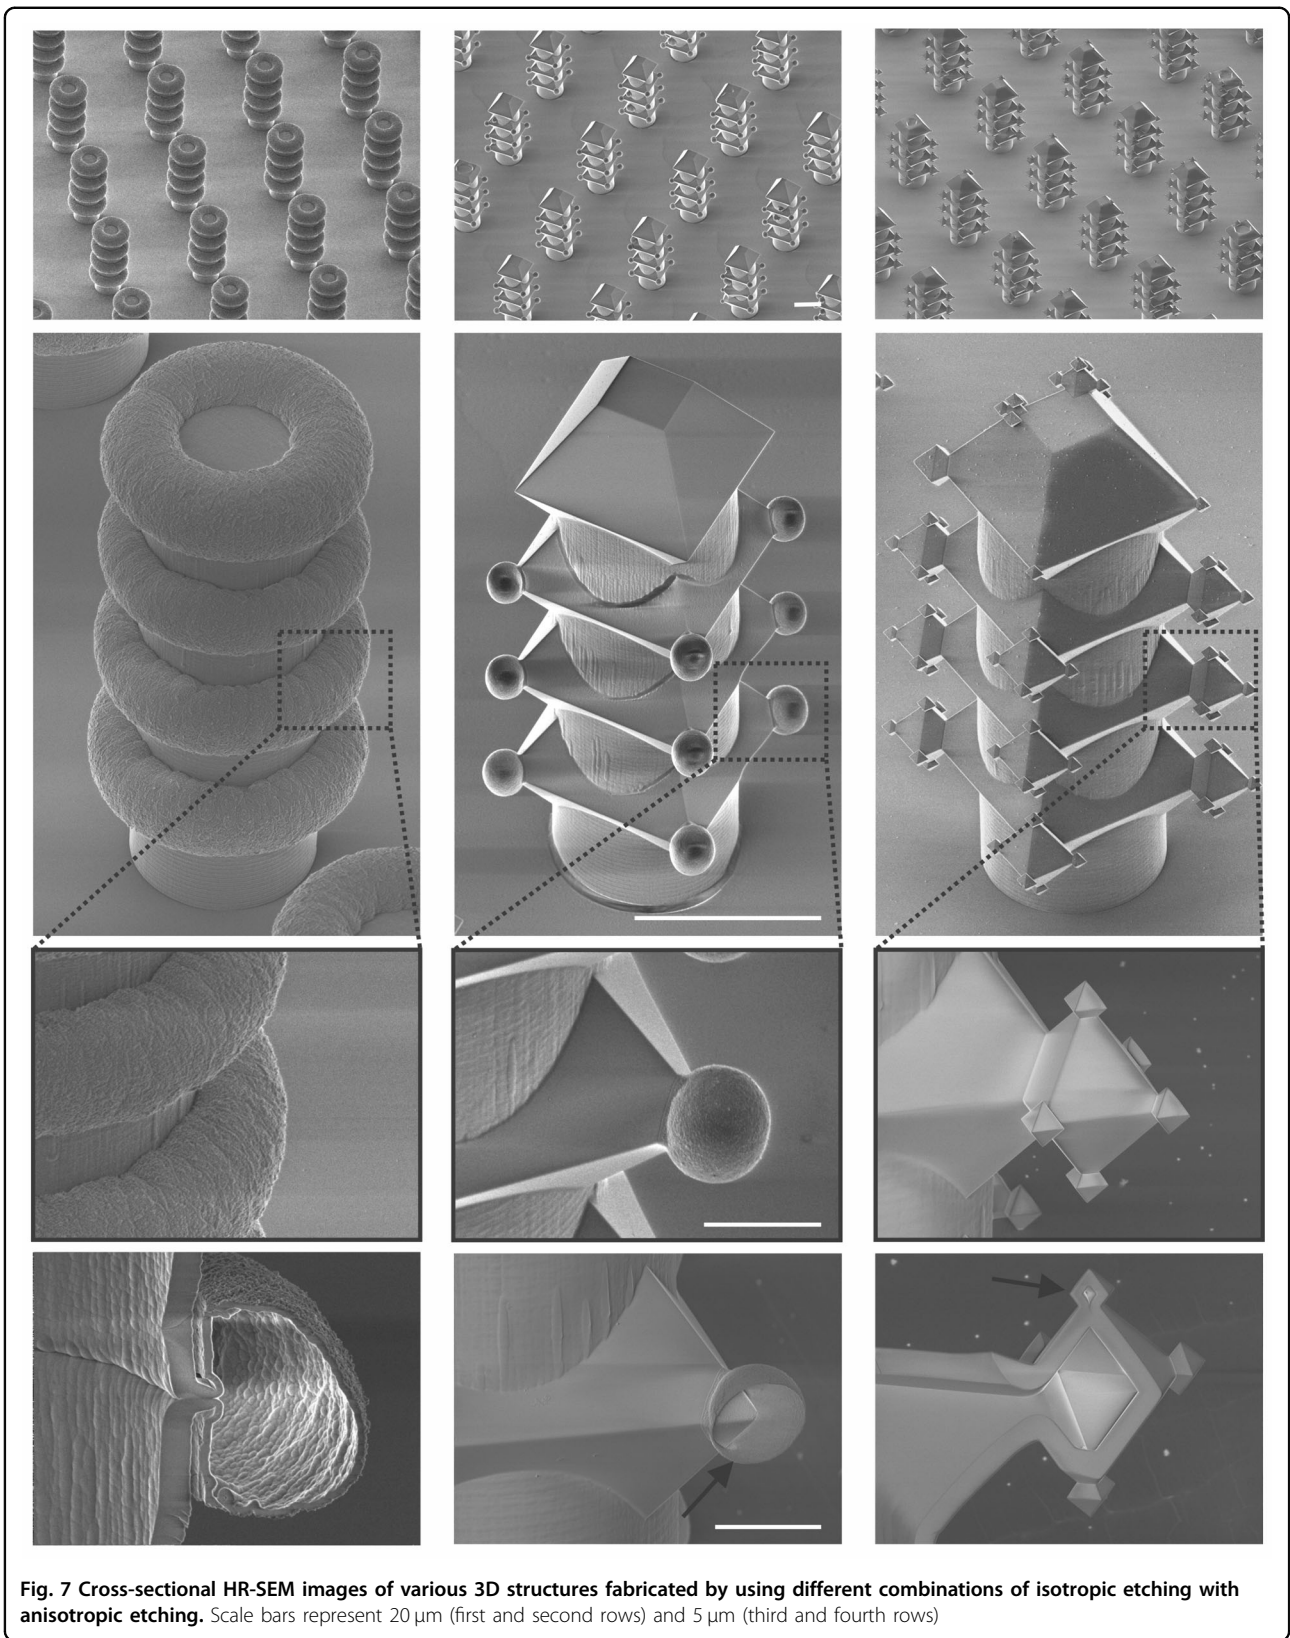 Fig. 7 Cross-sectional HR-SEM images of various 3D structures fabricated by using different combinations of isotropic etching with
anisotropic etching. Scale bars represent 20 μm (first and second rows) and 5 μm (third and fourth rows)